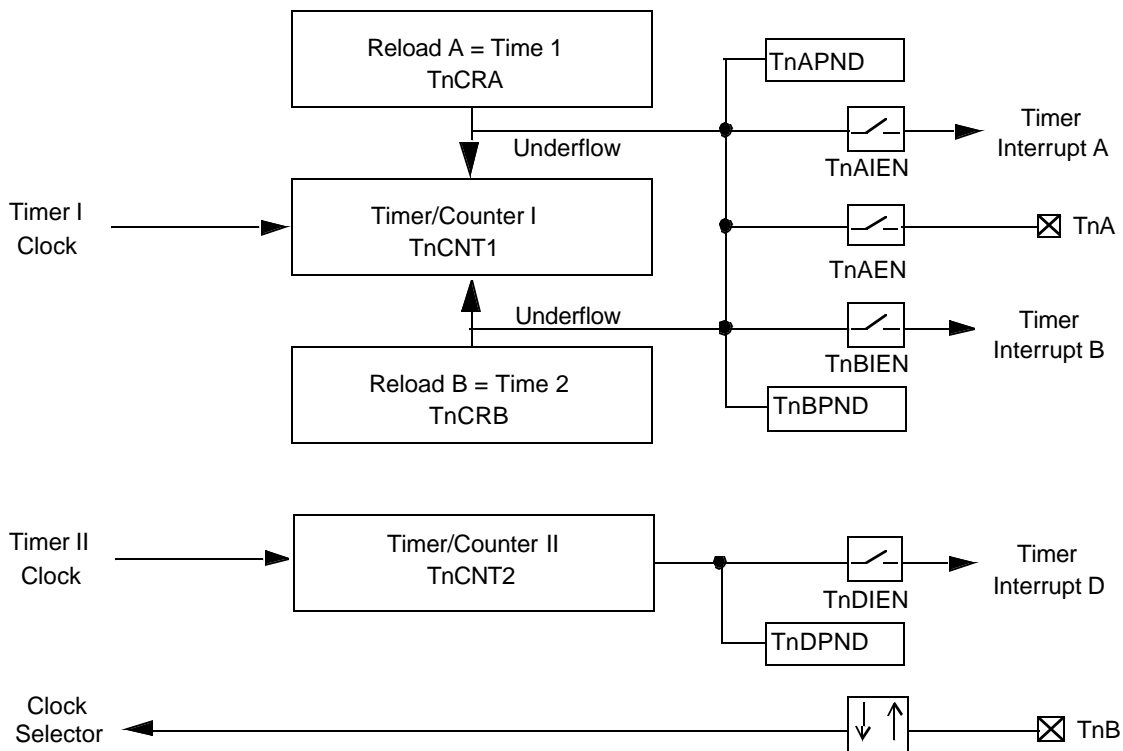 Reload A = Time 1
TnCRA
TnAPND
Underflow
TnAIEN
Timer
Interrupt A
Timer I
Clock
Timer/Counter I
TnCNT1
TnAEN
TnA
Underflow
TnBIEN
Timer
Interrupt B
Reload B = Time 2
TnCRB
TnBPND
Timer II
Clock
Timer/Counter II
TnCNT2
TnDIEN
Timer
Interrupt D
TnDPND
Clock
Selector
TnB